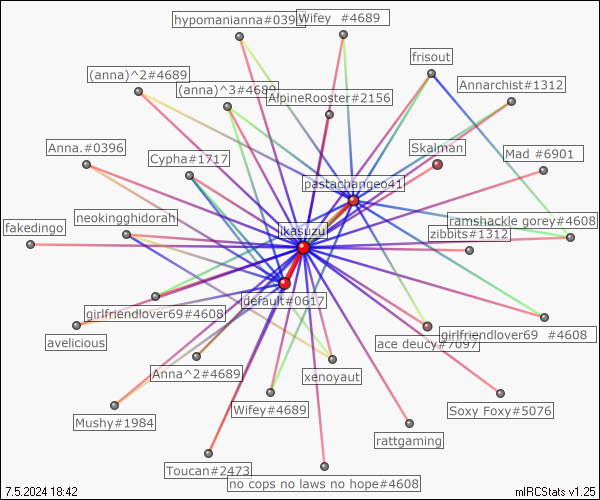 hypomanianna#0396
Wifey  #4689
frisout
(anna)^2#4689
(anna)^3#4689
AlpineRooster#2156
Annarchist#1312
Anna.#0396
Cypha#1717
Skalman
Mad #6901
pastachangeo41
fakedingo
neokingghidorah
ikasuzu
ramshackle gorey#4608
zibbits#1312
girlfriendlover69#4608
default#0617
avelicious
ace deucy#7097
girlfriendlover69  #4608
Anna^2#4689
xenoyaut
Mushy#1984
Wifey#4689
Soxy Foxy#5076
rattgaming
Toucan#2473
no cops no laws no hope#4608
7.5.2024 18:42
mIRCStats v1.25